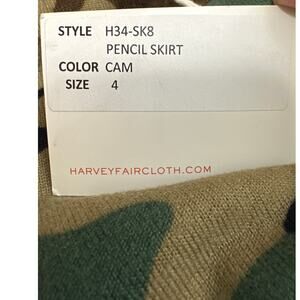 STYLE H34-SK8
PENCIL SKIRT
COLOR CAM
SIZE 4
HARVEYFAIRCLOTH.COM